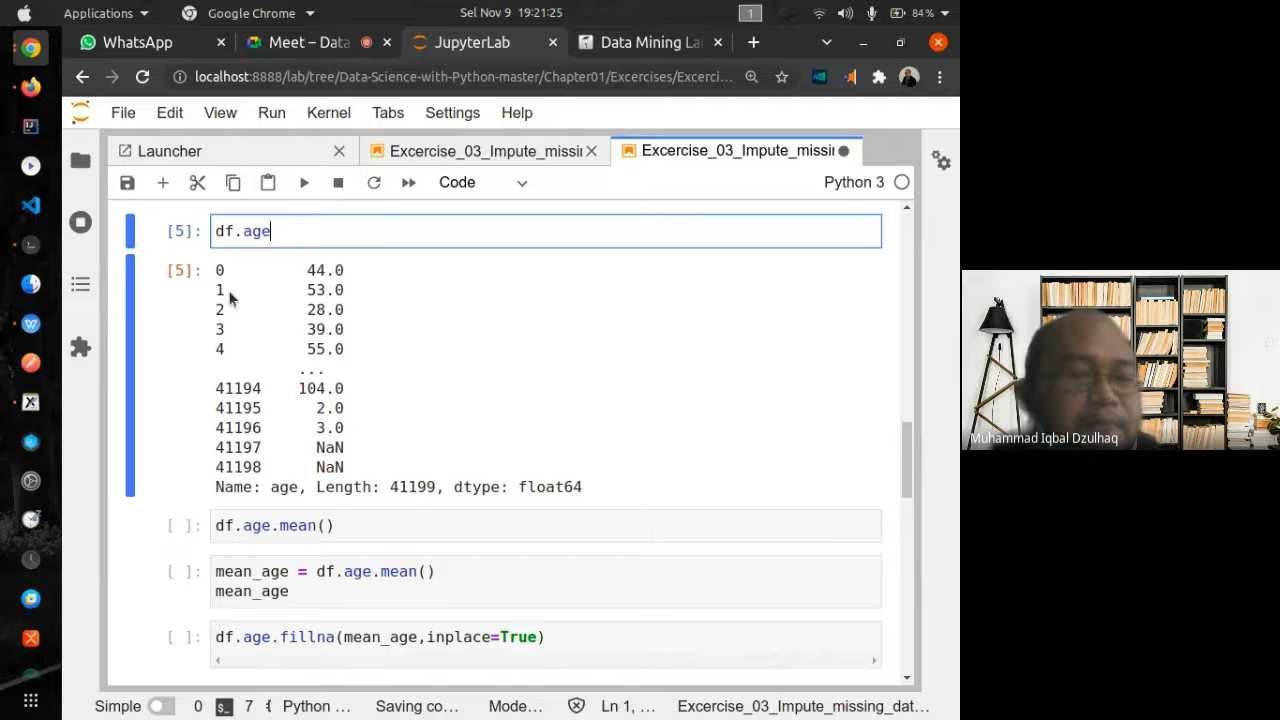 Applications
Google Chrome
Sel Nov 9 19:21:25
1
84 %
WhatsApp
Meet – Data
JupyterLab
Data Mining La
localhost:8888/lab/tree/Data-Science-with-Python-master/Chapter01/Excercises/Excerci...
File Edit View Run Kernel Tabs Settings Help
Launcher
Excercise_03_Impute_missi
Excercise_03_Impute_missi
Code
Python 3
[5]: df.age
[5]: 0 44.0
1 53.0
2 28.0
3 39.0
4 55.0
...
41194 104.0
41195 2.0
41196 3.0
41197 NaN
41198 NaN
Name: age, Length: 41199, dtype: float64
[ ]: df.age.mean()
[ ]: mean_age = df.age.mean()
mean_age
[ ]: df.age.fillna(mean_age,inplace=True)
Simple 0 $_ 7 Python ... Saving co... Mode... Ln 1, ... Excercise_03_Impute_missing_dat...
Muhammad Iqbal Dzulhaq